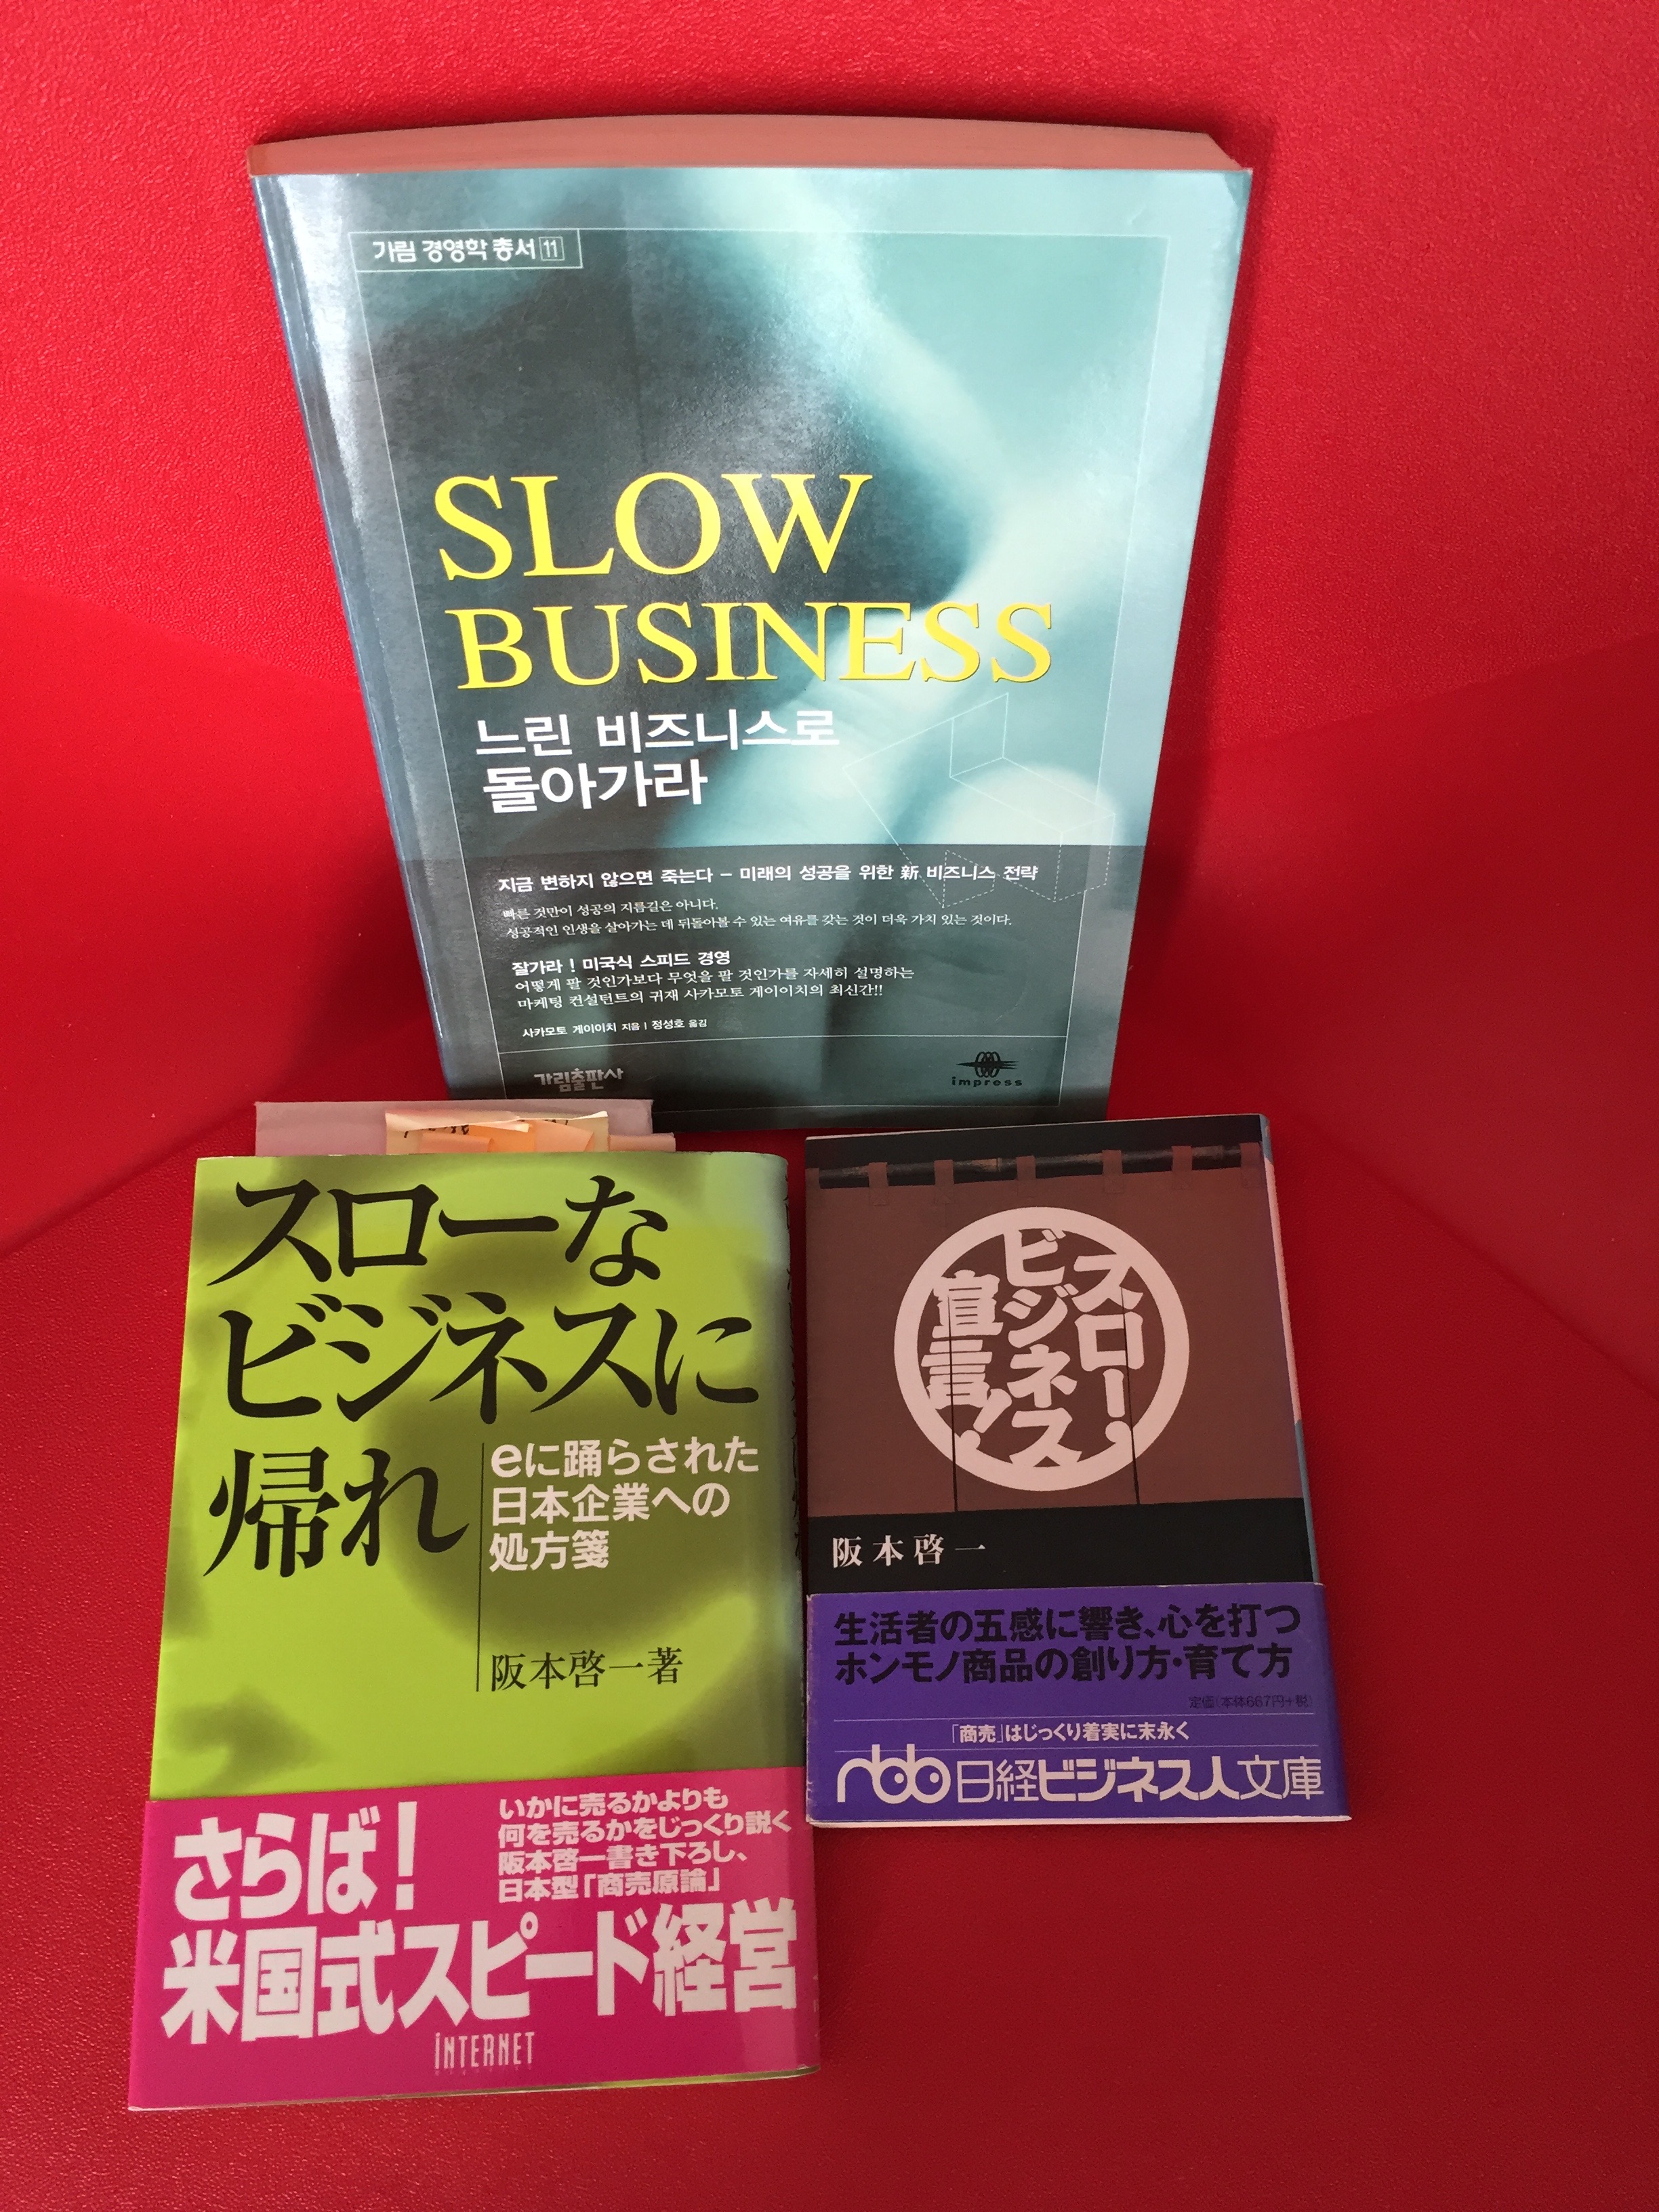 가림 경영학 총서 11
SLOW
BUSINESS
느린 비즈니스로
돌아가라
지금 변하지 않으면 죽는다 – 미래의 성공을 위한 新 비즈니스 전략
빠른 것만이 성공의 지름길은 아니다.
성공적인 인생을 살아가는 데 뒤돌아볼 수 있는 여유를 갖는 것이 더욱 가치 있는 것이다.
잘가라 ! 미국식 스피드 경영
어떻게 팔 것인가보다 무엇을 팔 것인가를 자세히 설명하는
마케팅 컨설턴트의 귀재 사카모토 게이이치의 최신간!!
사카모토 게이이치 지음 | 정성호 옮김
가림출판사
impress
スローな
ビジネスに
帰れ
eに踊らされた
日本企業への
処方箋
阪本啓一著
さらば!
いかに売るかよりも
何を売るかをじっくり説く
阪本啓一書き下ろし、
日本型「商売原論」
米国式スピード経営
iNTERNET
スロー!
ビジネス
宣言!
阪本啓一
生活者の五感に響き、心を打つ
ホンモノ商品の創り方・育て方
定価(本体667円+税)
「商売」はじっくり着実に末永く
nbb日経ビジネス人文庫